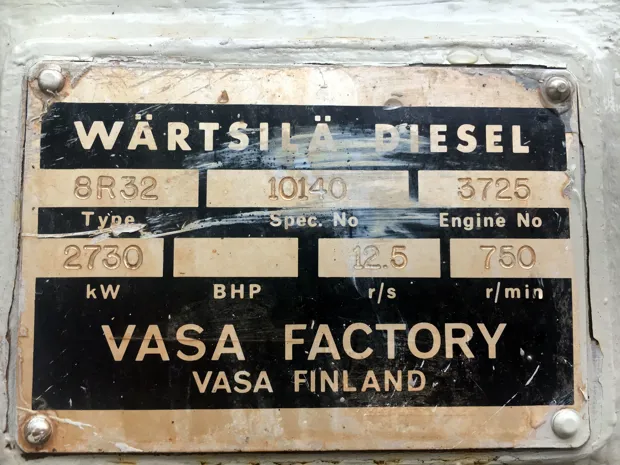 WÄRTSILÄ DIESEL
8R32 10140 3725
Type Spec. No Engine No
2730 12.5 750
kW BHP r/s r/min
VASA FACTORY
VASA FINLAND